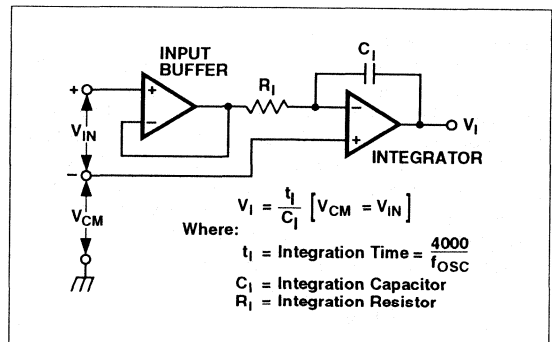 INPUT
BUFFER
C_I
R_I
+
+
−
−
+
V_IN
V_I
INTEGRATOR
−
V_CM
V_I = t_I/C_I [V_CM = V_IN]
Where:
t_I = Integration Time = 4000/f_OSC
C_I = Integration Capacitor
R_I = Integration Resistor